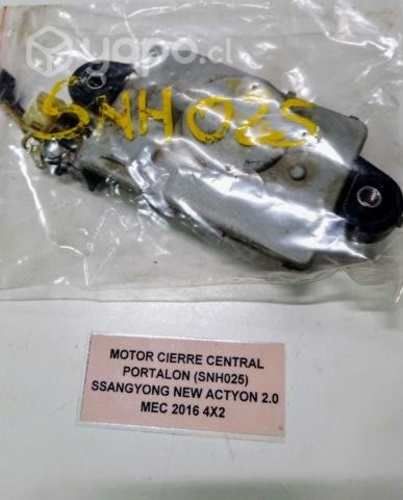 yapo.cl
SNH025
MOTOR CIERRE CENTRAL
PORTALON (SNH025)
SSANGYONG NEW ACTYON 2.0
MEC 2016 4X2